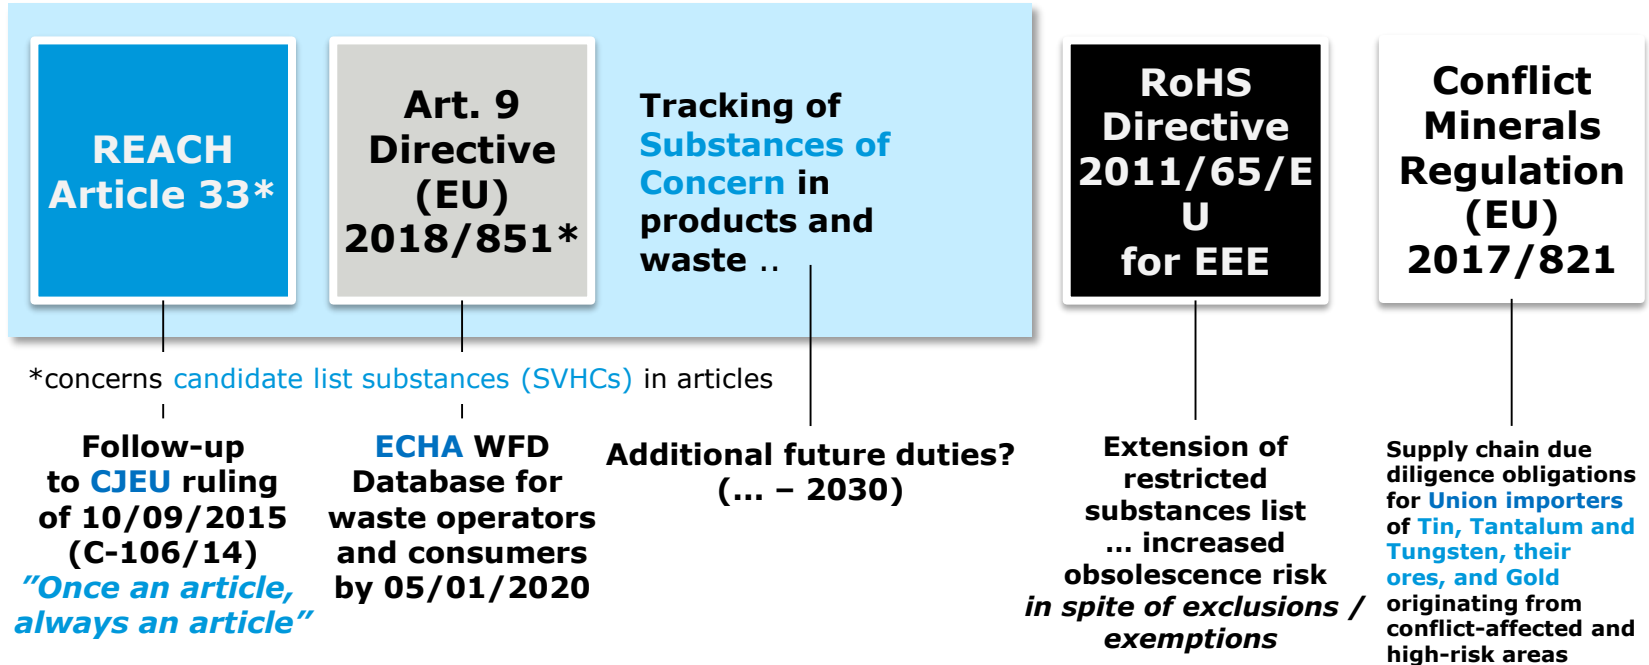 REACH
Article 33*
Art. 9
Directive
(EU)
2018/851*
Tracking of
Substances of
Concern in
products and
waste ..
RoHS
Directive
2011/65/E
U
for EEE
Conflict
Minerals
Regulation
(EU)
2017/821
*concerns candidate list substances (SVHCs) in articles
Follow-up
to CJEU ruling
of 10/09/2015
(C-106/14)
”Once an article,
always an article”
ECHA WFD
Database for
waste operators
and consumers
by 05/01/2020
Additional future duties?
(... – 2030)
Extension of
restricted
substances list
... increased
obsolescence risk
in spite of exclusions /
exemptions
Supply chain due
diligence obligations
for Union importers
of Tin, Tantalum and
Tungsten, their
ores, and Gold
originating from
conflict-affected and
high-risk areas